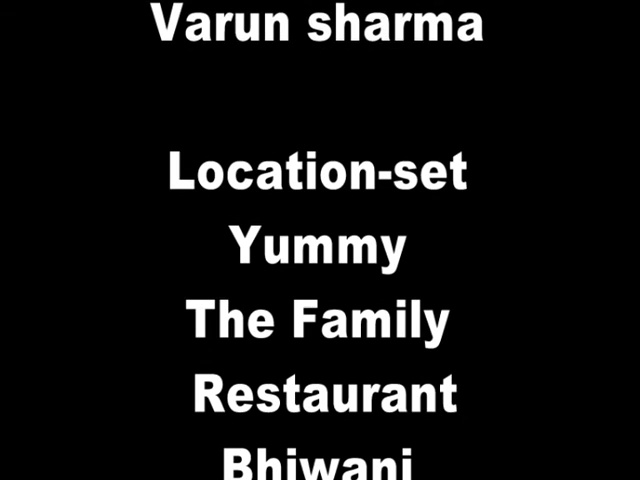 Varun sharma
Location-set
Yummy
The Family
Restaurant
Bhiwani